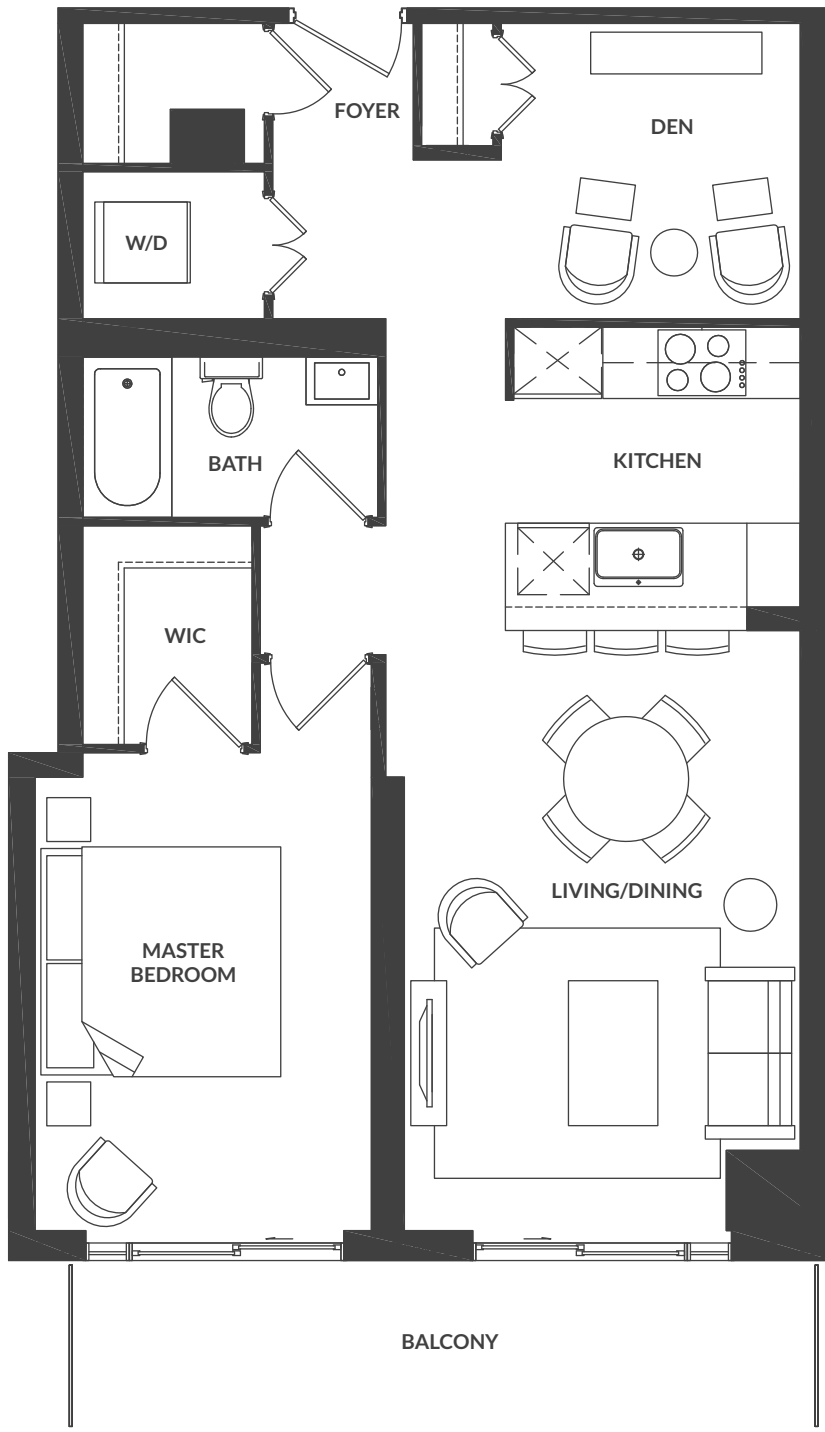 FOYER
DEN
W/D
BATH
KITCHEN
WIC
LIVING/DINING
MASTER
BEDROOM
BALCONY